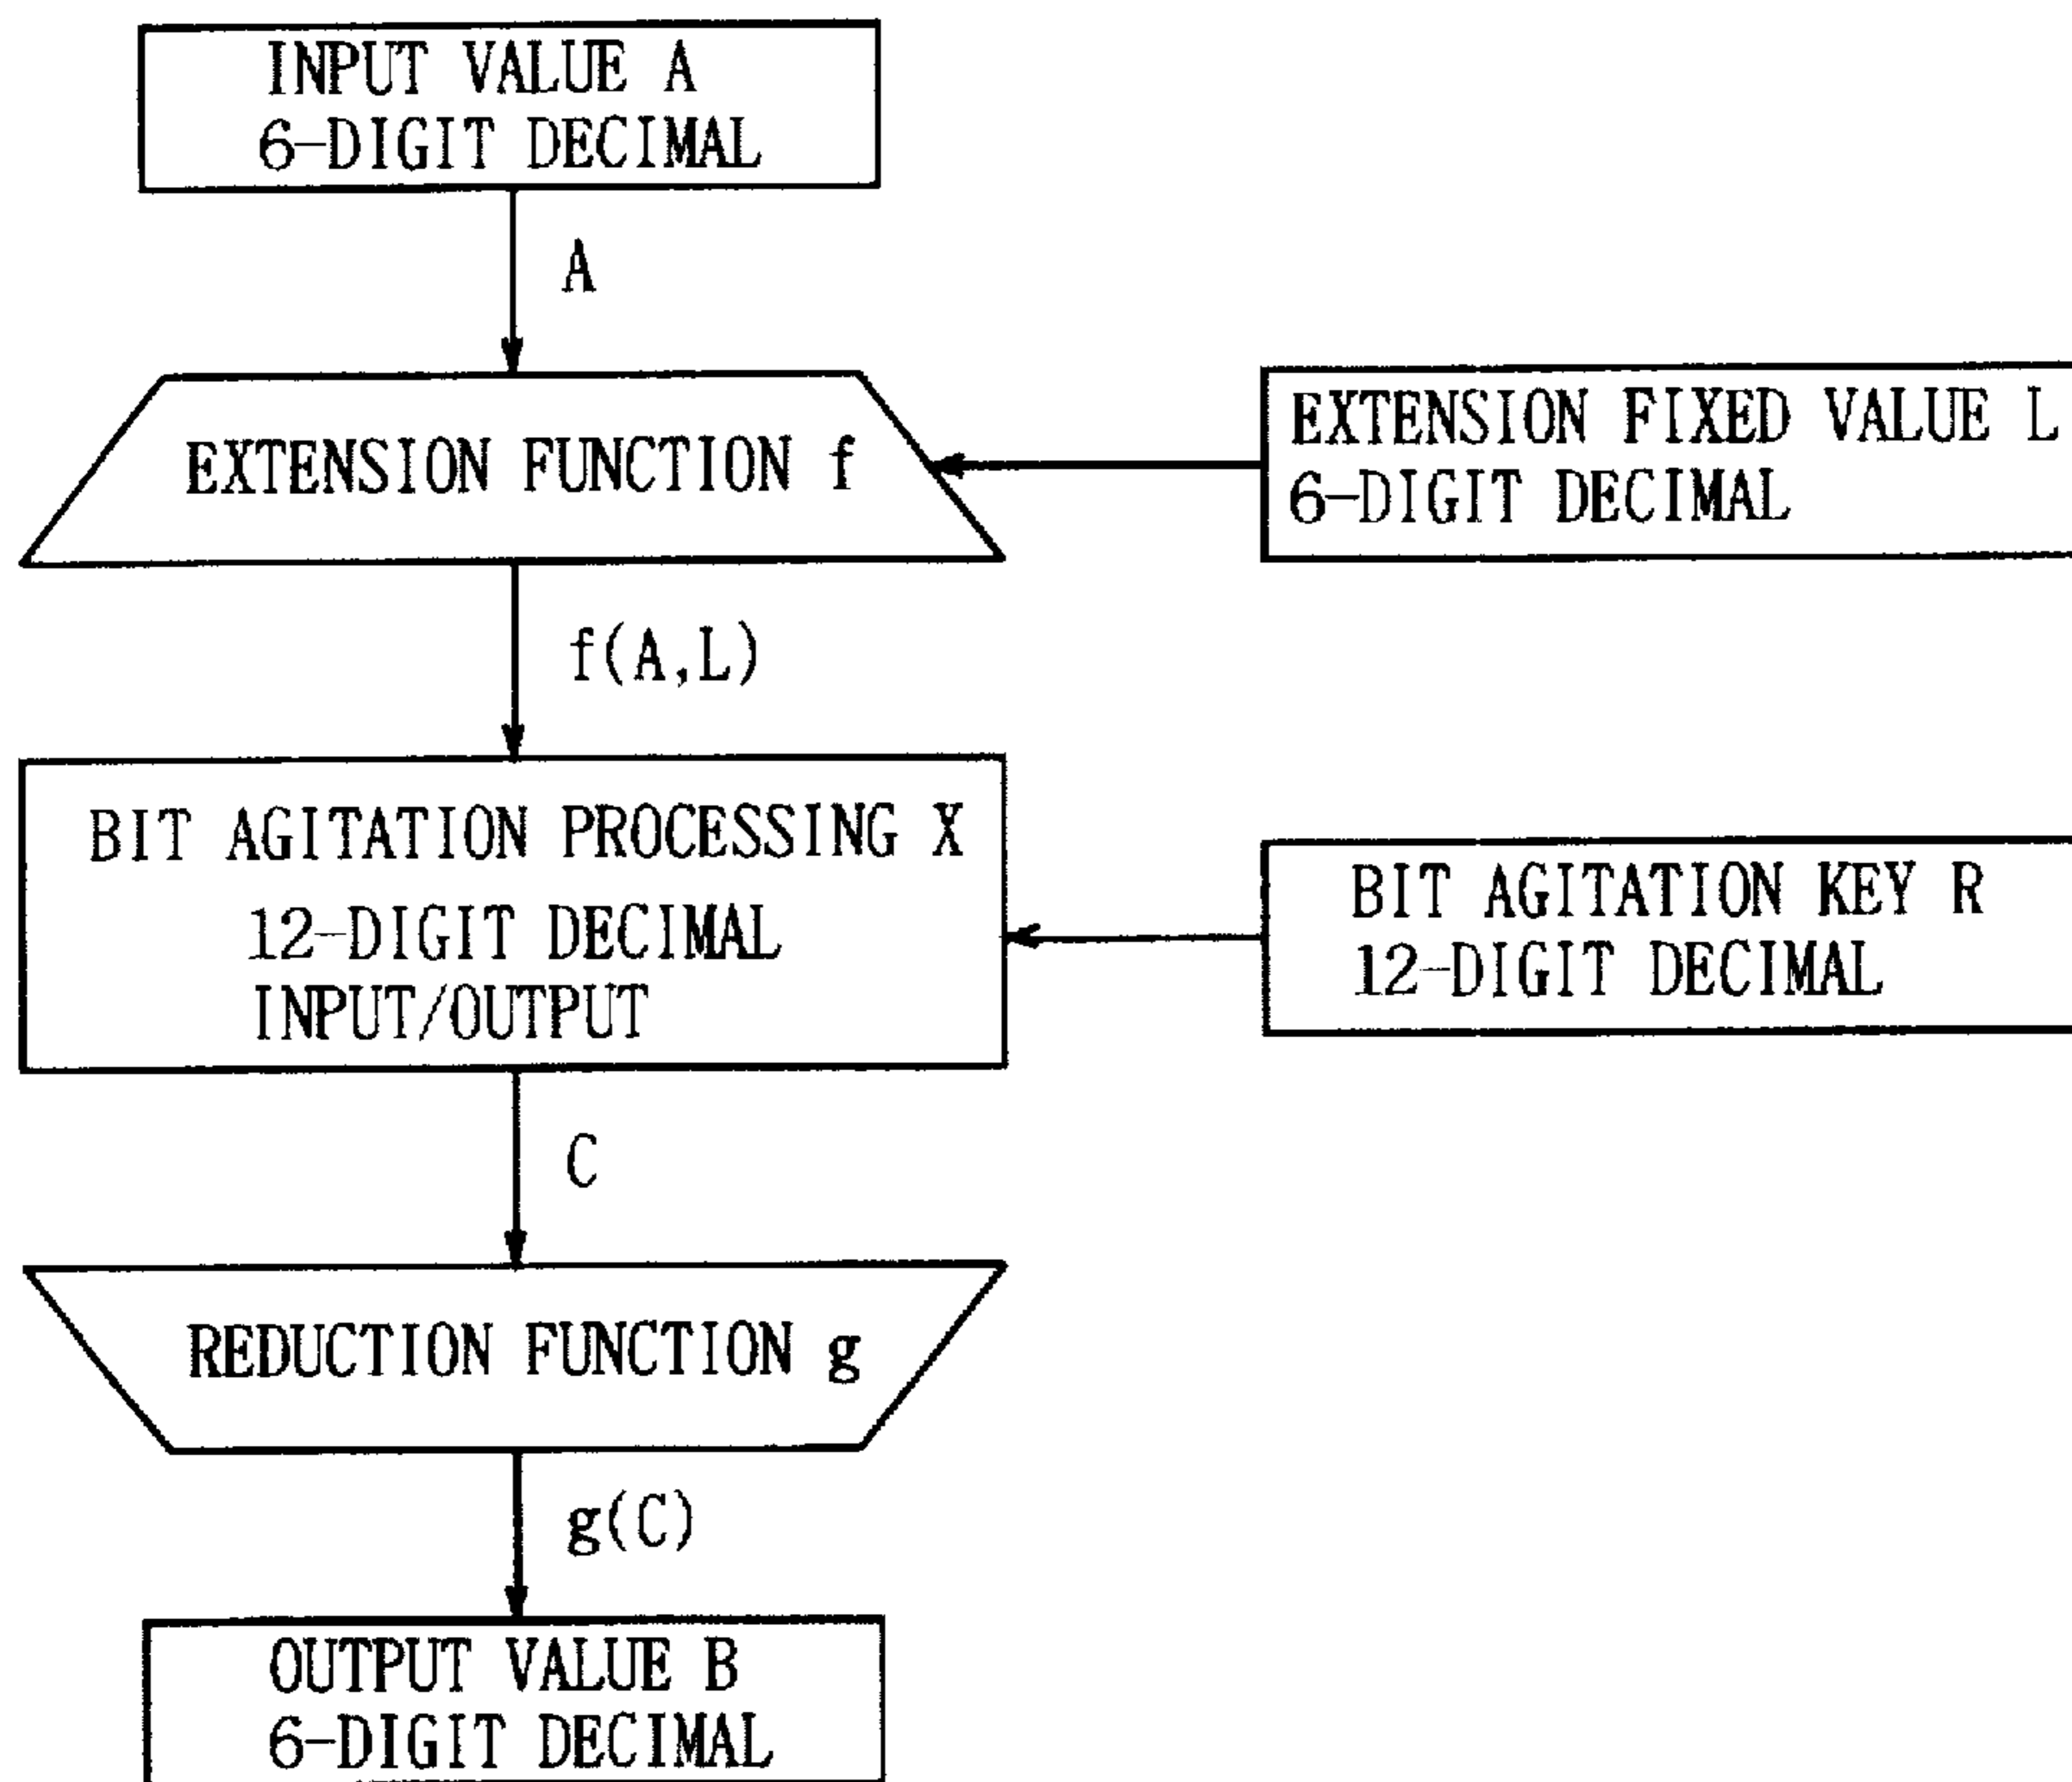 INPUT VALUE A
6-DIGIT DECIMAL
A
EXTENSION FUNCTION f
EXTENSION FIXED VALUE L
6-DIGIT DECIMAL
f(A,L)
BIT AGITATION PROCESSING X
12-DIGIT DECIMAL
INPUT/OUTPUT
BIT AGITATION KEY R
12-DIGIT DECIMAL
C
REDUCTION FUNCTION g
g(C)
OUTPUT VALUE B
6-DIGIT DECIMAL